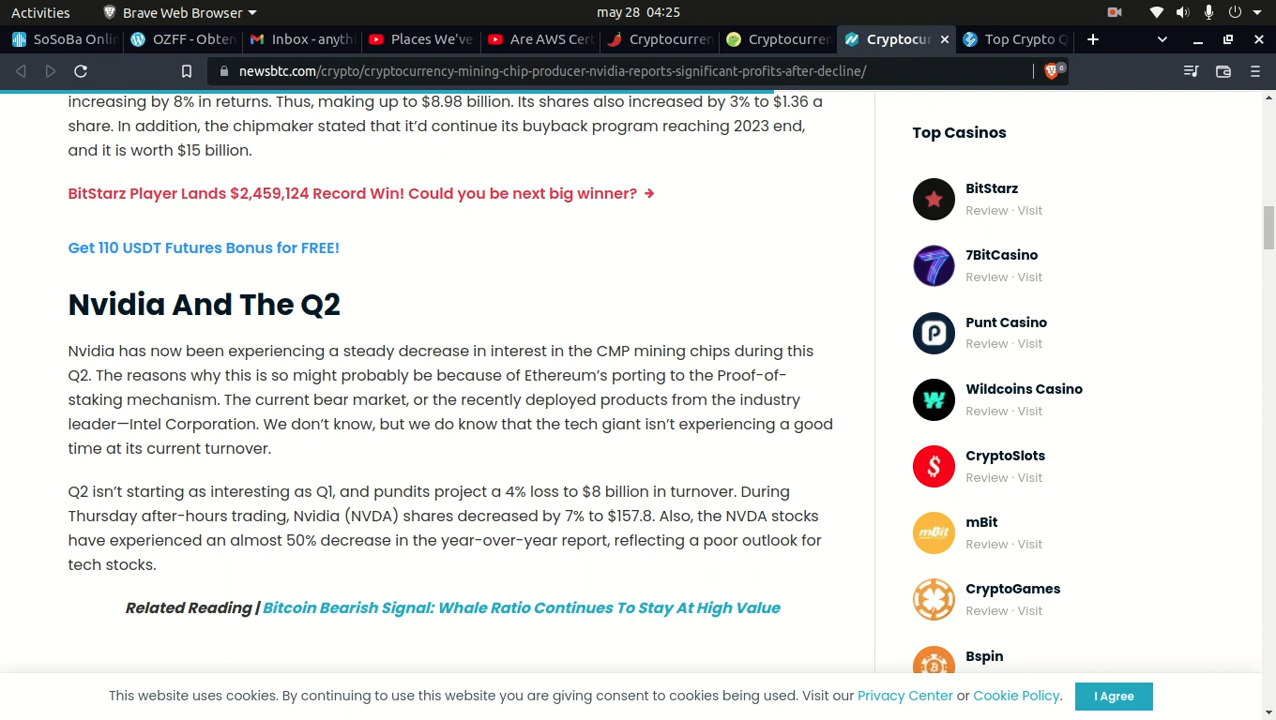 Activities
Brave Web Browser
may 28 04:25
SoSoBa Onli
OZFF - Obten
Inbox - anyth
Places We've
Are AWS Cert
Cryptocurren
Cryptocurren
Cryptocur
Top Crypto Q
newsbtc.com/crypto/cryptocurrency-mining-chip-producer-nvidia-reports-significant-profits-after-decline/
increasing by 8% in returns. Thus, making up to $8.98 billion. Its shares also increased by 3% to $1.36 a
share. In addition, the chipmaker stated that it'd continue its buyback program reaching 2023 end,
and it is worth $15 billion.
BitStarz Player Lands $2,459,124 Record Win! Could you be next big winner?
Get 110 USDT Futures Bonus for FREE!
Nvidia And The Q2
Nvidia has now been experiencing a steady decrease in interest in the CMP mining chips during this
Q2. The reasons why this is so might probably be because of Ethereum's porting to the Proof-of-
staking mechanism. The current bear market, or the recently deployed products from the industry
leader—Intel Corporation. We don't know, but we do know that the tech giant isn't experiencing a good
time at its current turnover.
Q2 isn't starting as interesting as Q1, and pundits project a 4% loss to $8 billion in turnover. During
Thursday after-hours trading, Nvidia (NVDA) shares decreased by 7% to $157.8. Also, the NVDA stocks
have experienced an almost 50% decrease in the year-over-year report, reflecting a poor outlook for
tech stocks.
Related Reading | Bitcoin Bearish Signal: Whale Ratio Continues To Stay At High Value
Top Casinos
BitStarz
Review · Visit
7BitCasino
Review · Visit
Punt Casino
Review · Visit
Wildcoins Casino
Review · Visit
CryptoSlots
Review · Visit
mBit
Review · Visit
CryptoGames
Review · Visit
Bspin
This website uses cookies. By continuing to use this website you are giving consent to cookies being used. Visit our Privacy Center or Cookie Policy.
I Agree